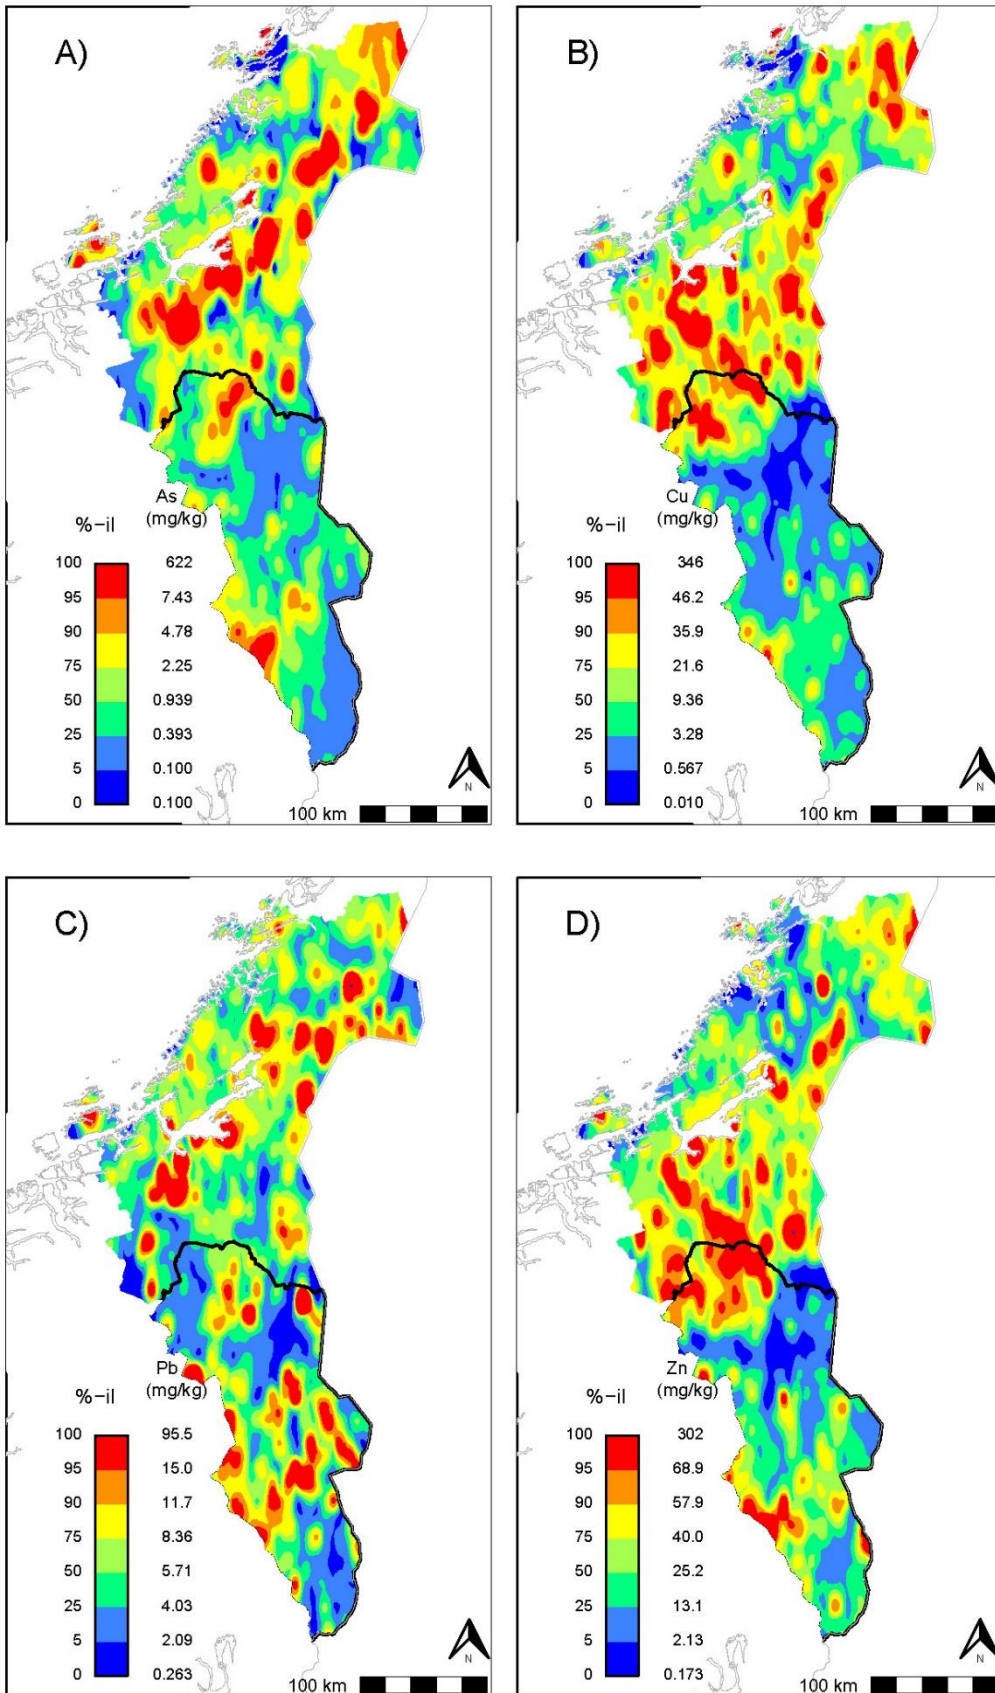 A)
As
%-il (mg/kg)
100 622
95 7.43
90 4.78
75 2.25
50 0.939
25 0.393
5 0.100
0 0.100
N
100 km
B)
Cu
%-il (mg/kg)
100 346
95 46.2
90 35.9
75 21.6
50 9.36
25 3.28
5 0.567
0 0.010
N
100 km
C)
Pb
%-il (mg/kg)
100 95.5
95 15.0
90 11.7
75 8.36
50 5.71
25 4.03
5 2.09
0 0.263
N
100 km
D)
Zn
%-il (mg/kg)
100 302
95 68.9
90 57.9
75 40.0
50 25.2
25 13.1
5 2.13
0 0.173
N
100 km